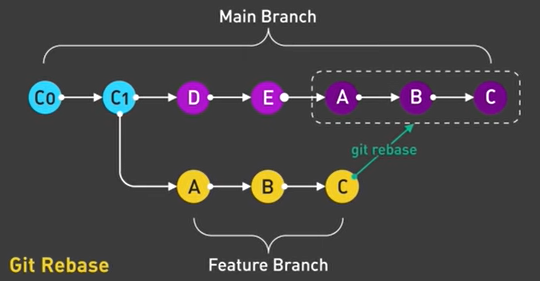 Main Branch
C0 C1 D E A B C
git rebase
A B C
Git Rebase
Feature Branch